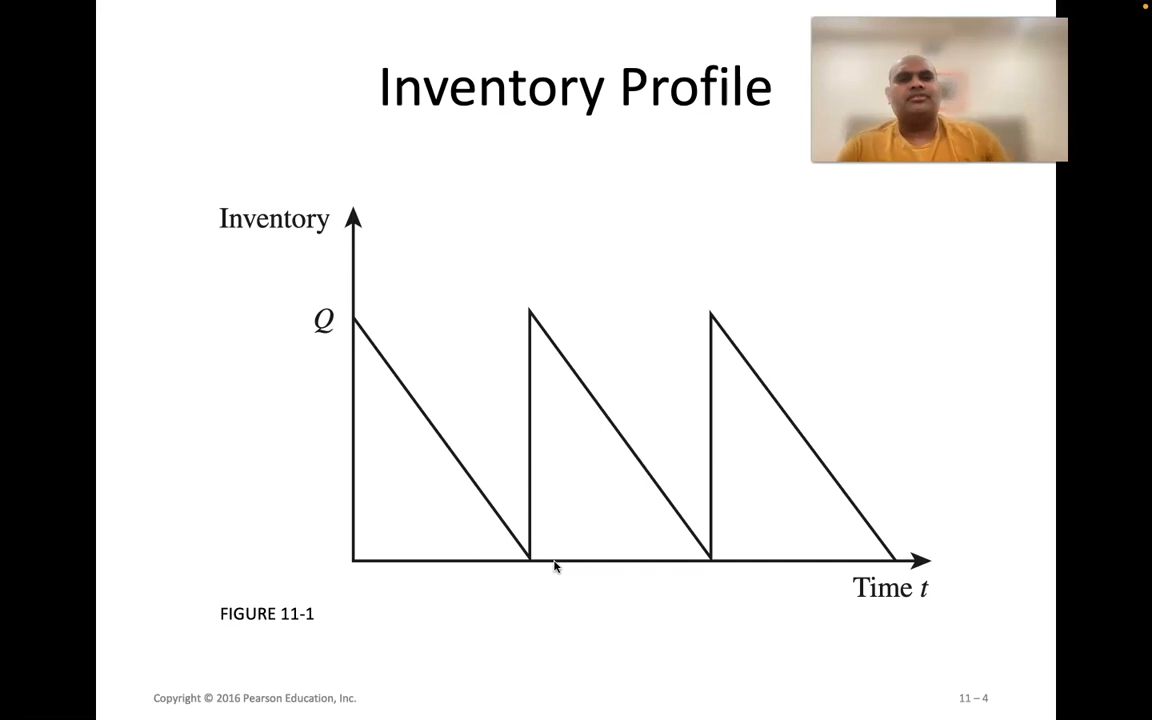 Inventory Profile
Inventory
Q
Time t
FIGURE 11-1
Copyright © 2016 Pearson Education, Inc.
11 – 4